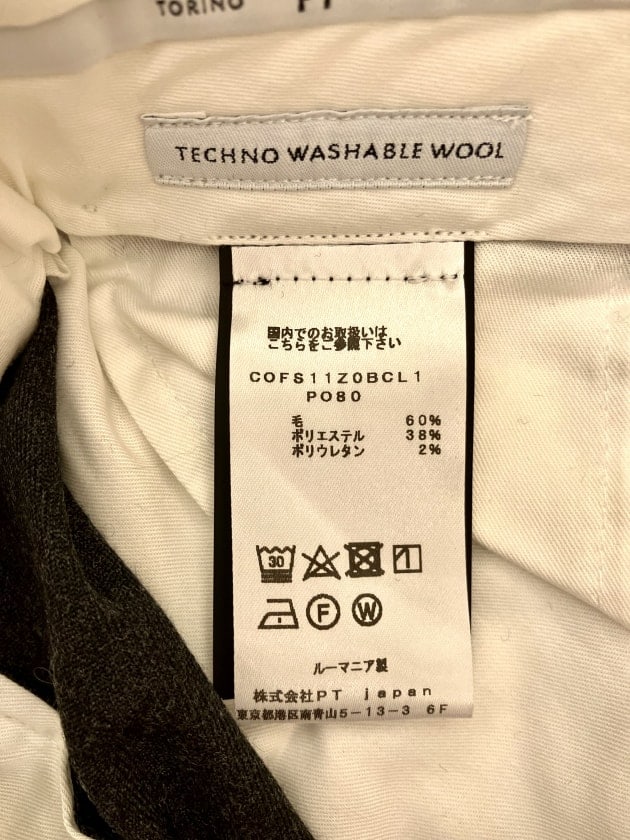 TORINO
TECHNO WASHABLE WOOL
国内でのお取扱いは
こちらをご参照下さい
COFS11Z0BCL1
PO80
毛 60%
ポリエステル 38%
ポリウレタン 2%
30
F W
ルーマニア製
株式会社PT japan
東京都港区南青山5-13-3 6F